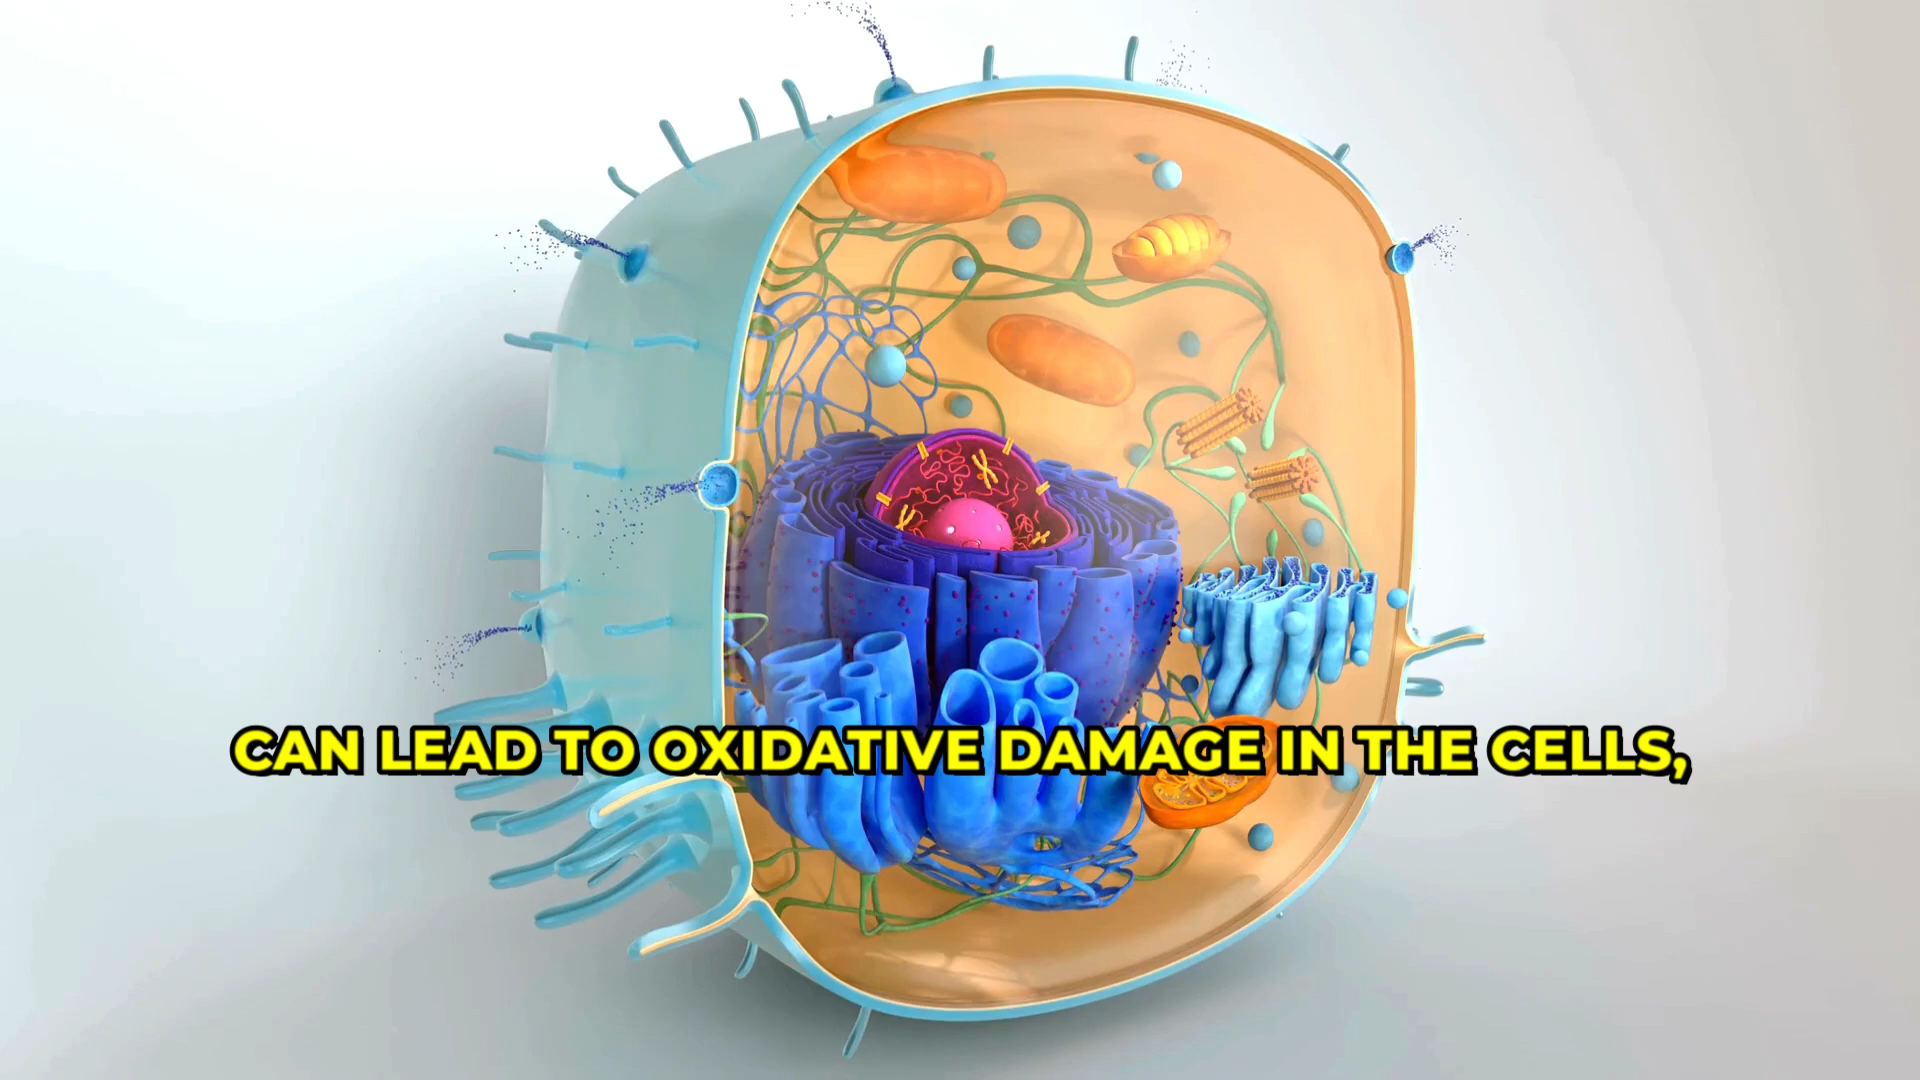 CAN LEAD TO OXIDATIVE DAMAGE IN THE CELLS,